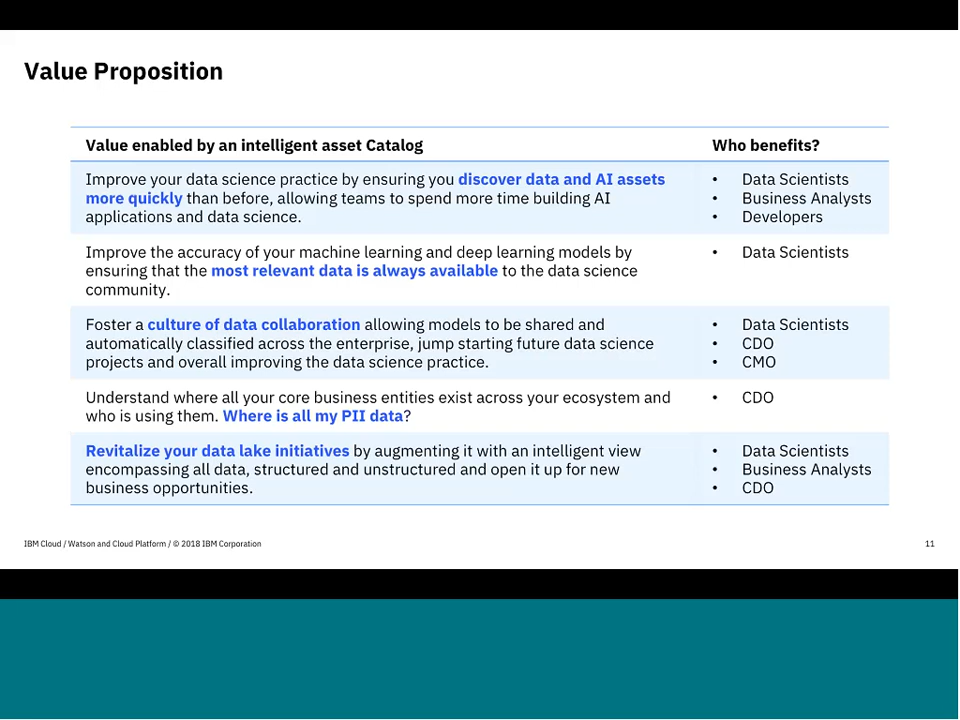 Value Proposition
Value enabled by an intelligent asset Catalog
Who benefits?
Improve your data science practice by ensuring you discover data and AI assets
more quickly than before, allowing teams to spend more time building AI
applications and data science.
• Data Scientists
• Business Analysts
• Developers
Improve the accuracy of your machine learning and deep learning models by
ensuring that the most relevant data is always available to the data science
community.
• Data Scientists
Foster a culture of data collaboration allowing models to be shared and
automatically classified across the enterprise, jump starting future data science
projects and overall improving the data science practice.
• Data Scientists
• CDO
• CMO
Understand where all your core business entities exist across your ecosystem and
who is using them. Where is all my PII data?
• CDO
Revitalize your data lake initiatives by augmenting it with an intelligent view
encompassing all data, structured and unstructured and open it up for new
business opportunities.
• Data Scientists
• Business Analysts
• CDO
IBM Cloud / Watson and Cloud Platform / © 2018 IBM Corporation
11